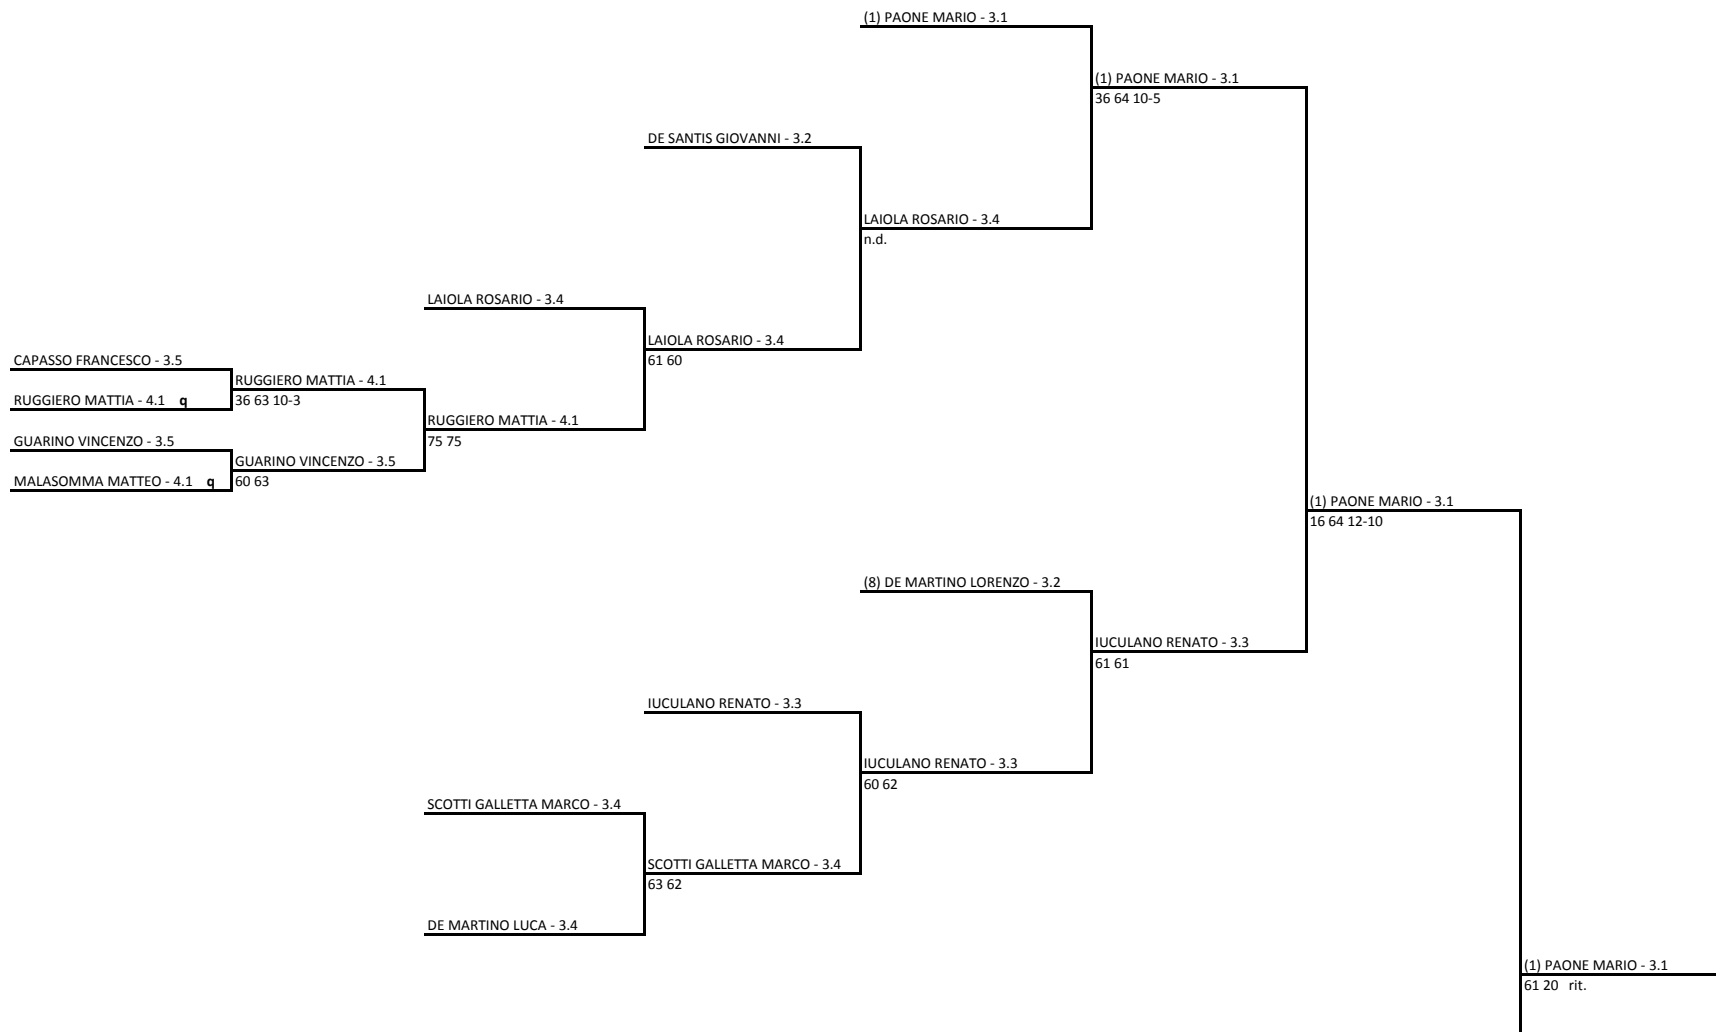 (1) PAONE MARIO - 3.1
(1) PAONE MARIO - 3.1
36 64 10-5
DE SANTIS GIOVANNI - 3.2
LAIOLA ROSARIO - 3.4
n.d.
LAIOLA ROSARIO - 3.4
LAIOLA ROSARIO - 3.4
61 60
CAPASSO FRANCESCO - 3.5
RUGGIERO MATTIA - 4.1
36 63 10-3
RUGGIERO MATTIA - 4.1 q
RUGGIERO MATTIA - 4.1
75 75
GUARINO VINCENZO - 3.5
GUARINO VINCENZO - 3.5
60 63
MALASOMMA MATTEO - 4.1 q
(1) PAONE MARIO - 3.1
16 64 12-10
(8) DE MARTINO LORENZO - 3.2
IUCULANO RENATO - 3.3
61 61
IUCULANO RENATO - 3.3
IUCULANO RENATO - 3.3
60 62
SCOTTI GALLETTA MARCO - 3.4
SCOTTI GALLETTA MARCO - 3.4
63 62
DE MARTINO LUCA - 3.4
(1) PAONE MARIO - 3.1
61 20 rit.